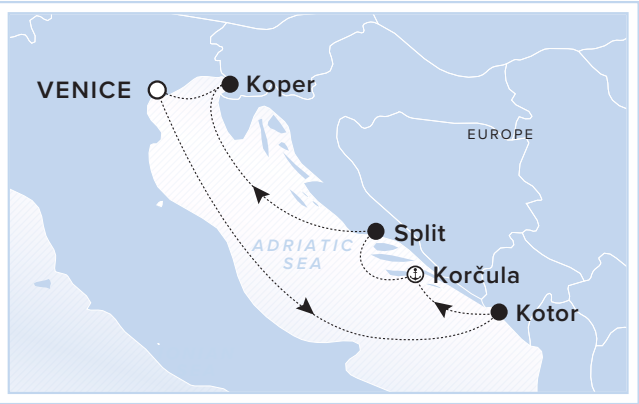 VENICE
Koper
EUROPE
Split
ADRIATIC
SEA
Korčula
Kotor